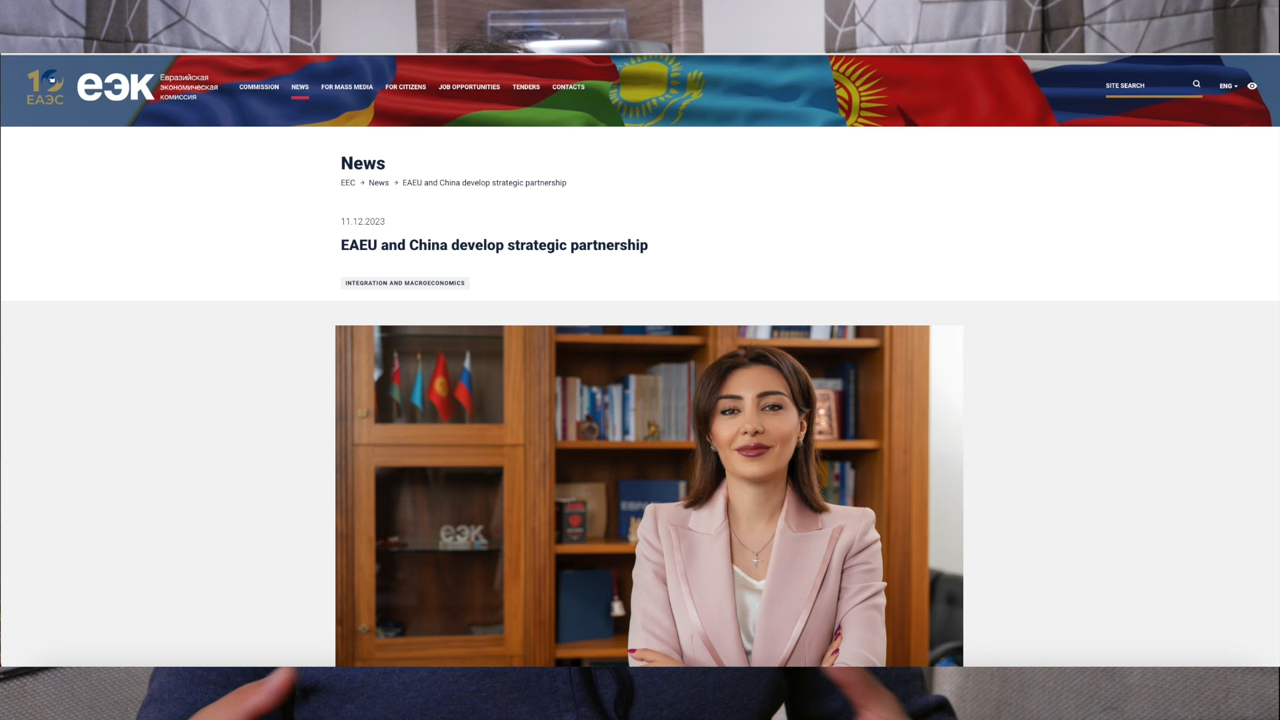 10
ЕАЭС
еэк
Евразийская
экономическая
комиссия
COMMISSION
NEWS
FOR MASS MEDIA
FOR CITIZENS
JOB OPPORTUNITIES
TENDERS
CONTACTS
SITE SEARCH
ENG
News
EEC → News → EAEU and China develop strategic partnership
11.12.2023
EAEU and China develop strategic partnership
INTEGRATION AND MACROECONOMICS
еэк